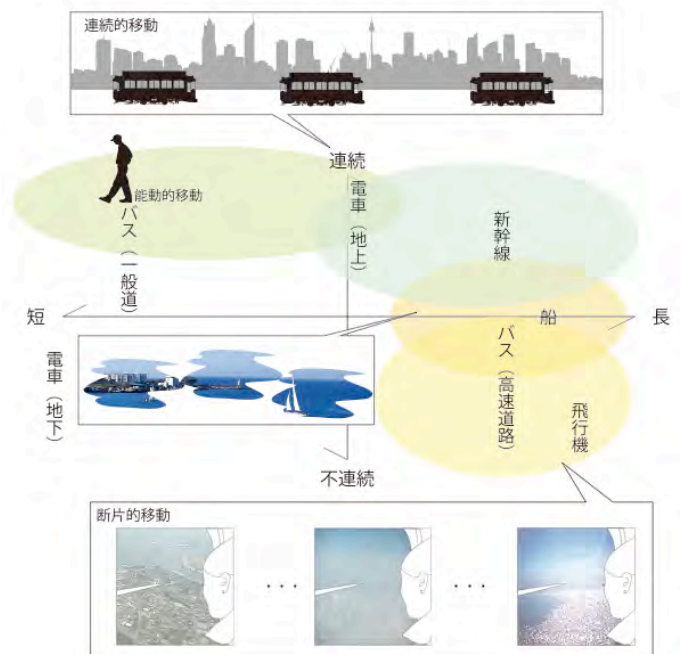 連続的移動
連続
能動的移動
バス（一般道）
電車（地上）
新幹線
短
船
長
バス（高速道路）
電車（地下）
飛行機
不連続
断片的移動
・・・
・・・